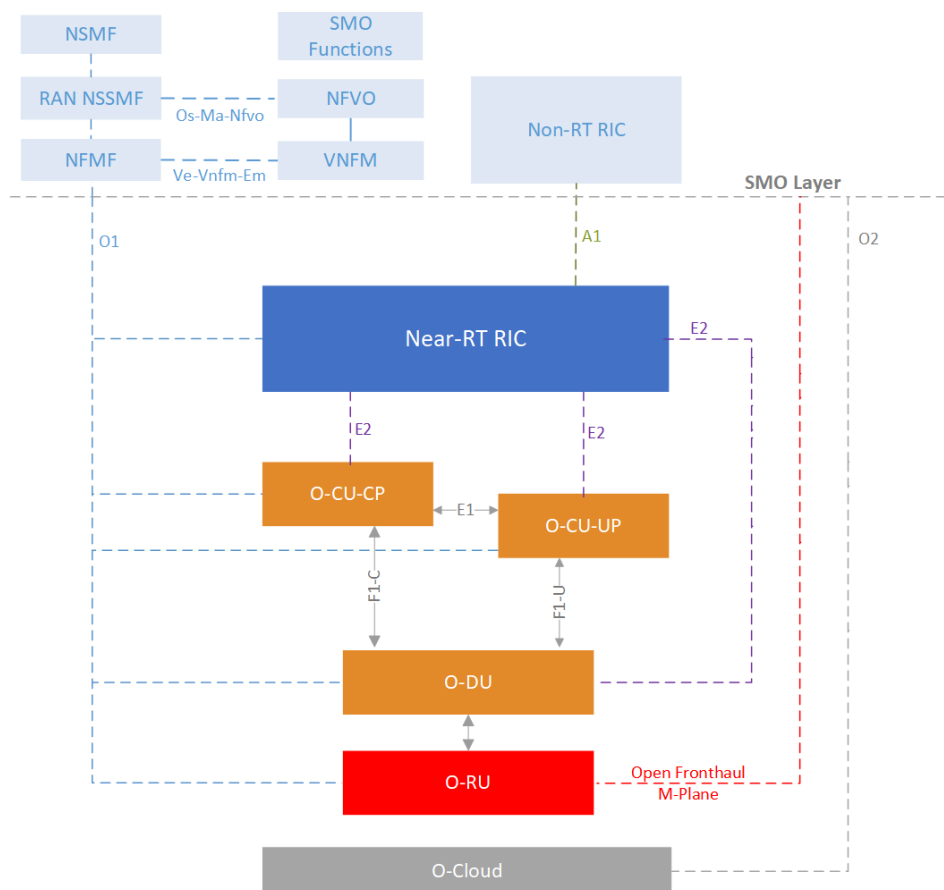 NSMF
SMO
Functions
RAN NSSMF
Os-Ma-Nfvo
NFVO
Non-RT RIC
NFMF
Ve-Vnfm-Em
VNFM
SMO Layer
O1
A1
O2
Near-RT RIC
E2
E2
E2
O-CU-CP
E1
O-CU-UP
F1-C
F1-U
O-DU
O-RU
Open Fronthaul
M-Plane
O-Cloud